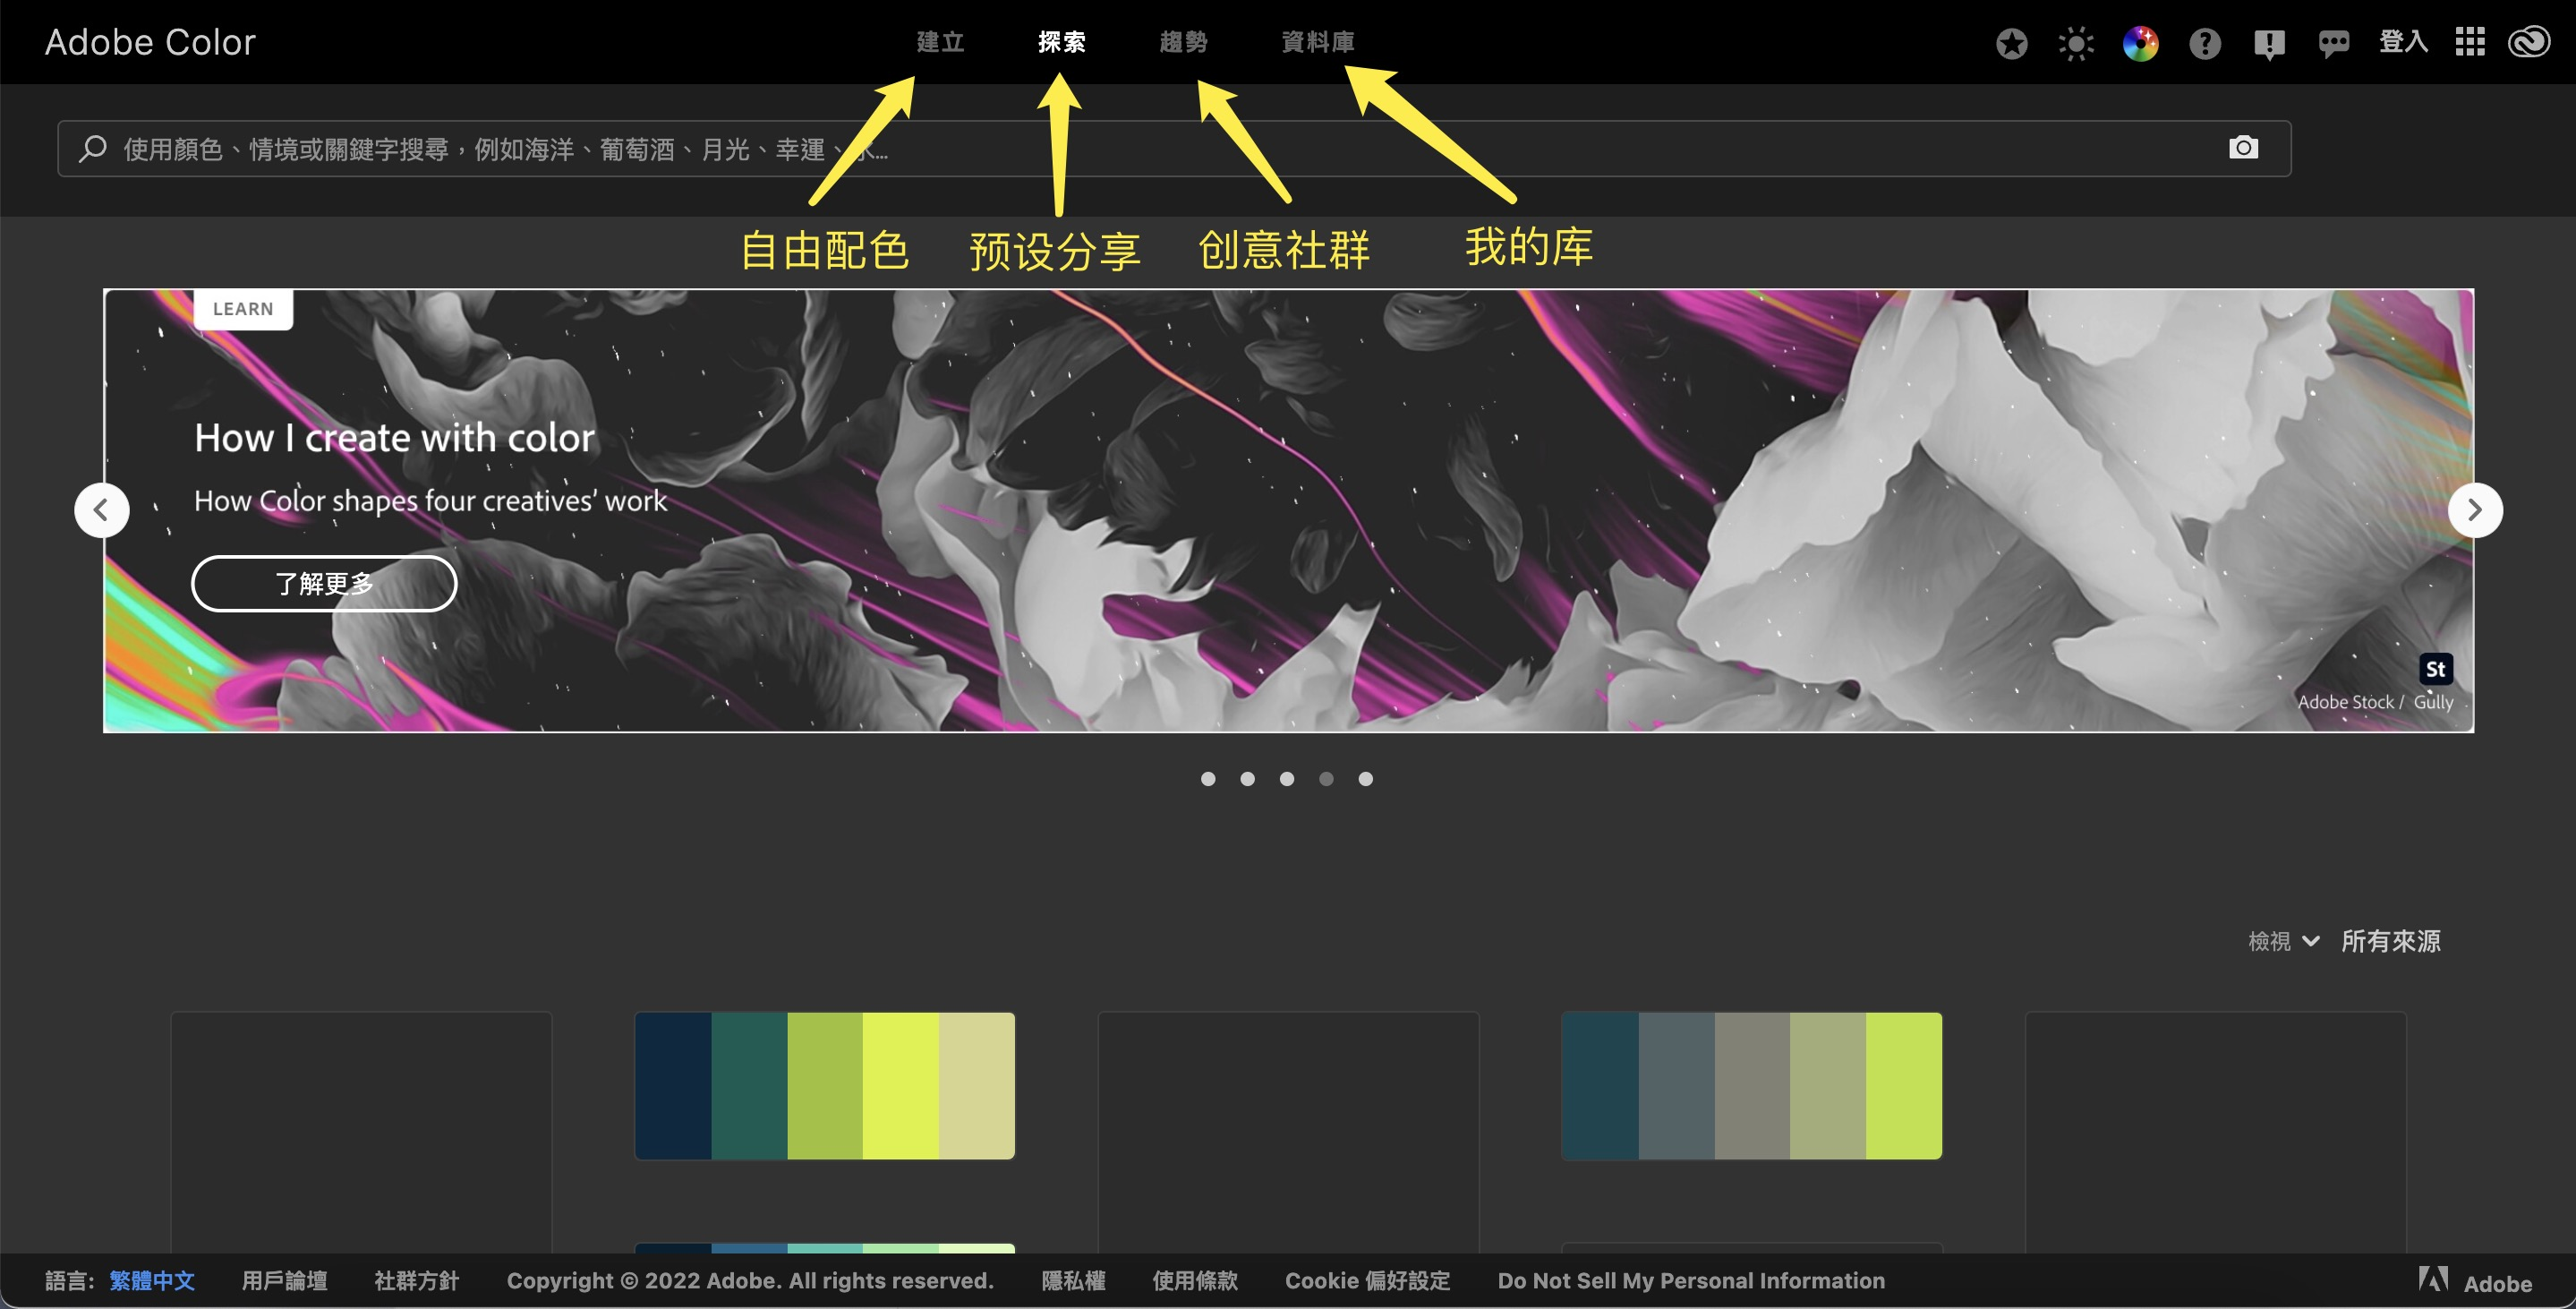 Adobe Color
建立
探索
趨勢
資料庫
登入
使用顏色、情境或關鍵字搜尋，例如海洋、葡萄酒、月光、幸運、
自由配色
预设分享
创意社群
我的库
LEARN
How I create with color
How Color shapes four creatives’ work
了解更多
St
Adobe Stock / Gully
檢視
所有來源
語言: 繁體中文
用戶論壇
社群方針
Copyright © 2022 Adobe. All rights reserved.
隱私權
使用條款
Cookie 偏好設定
Do Not Sell My Personal Information
Adobe